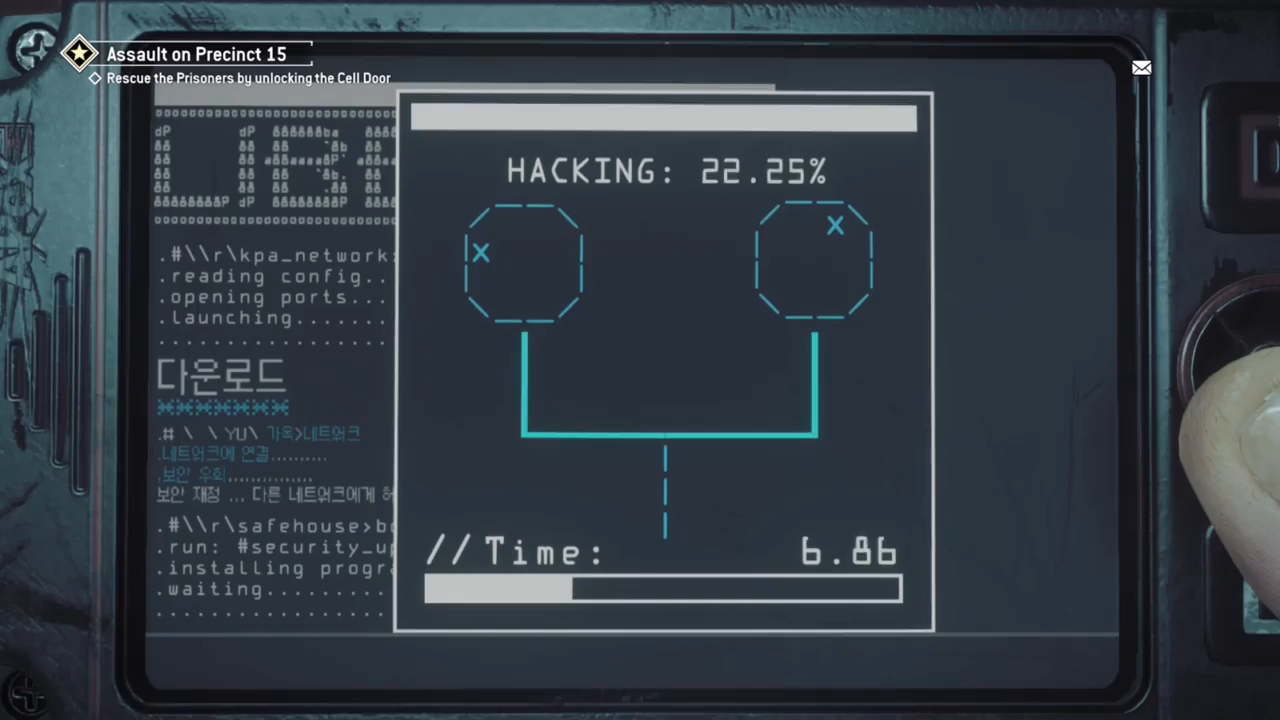 Assault on Precinct 15
Rescue the Prisoners by unlocking the Cell Door
HACKING: 22.25%
.#\\r\kpa_network:
.reading config..
.opening ports...
.launching.......
다운로드
.# \ \ YU\ 가옥>네트워크
.네트워크에 연결..........
.보안 우회...............
보안 재정 ... 다른 네트워크에게 허
.#\\r\safehouse>bo
.run: #security_up
.installing progra
.waiting........
// Time: 6.86